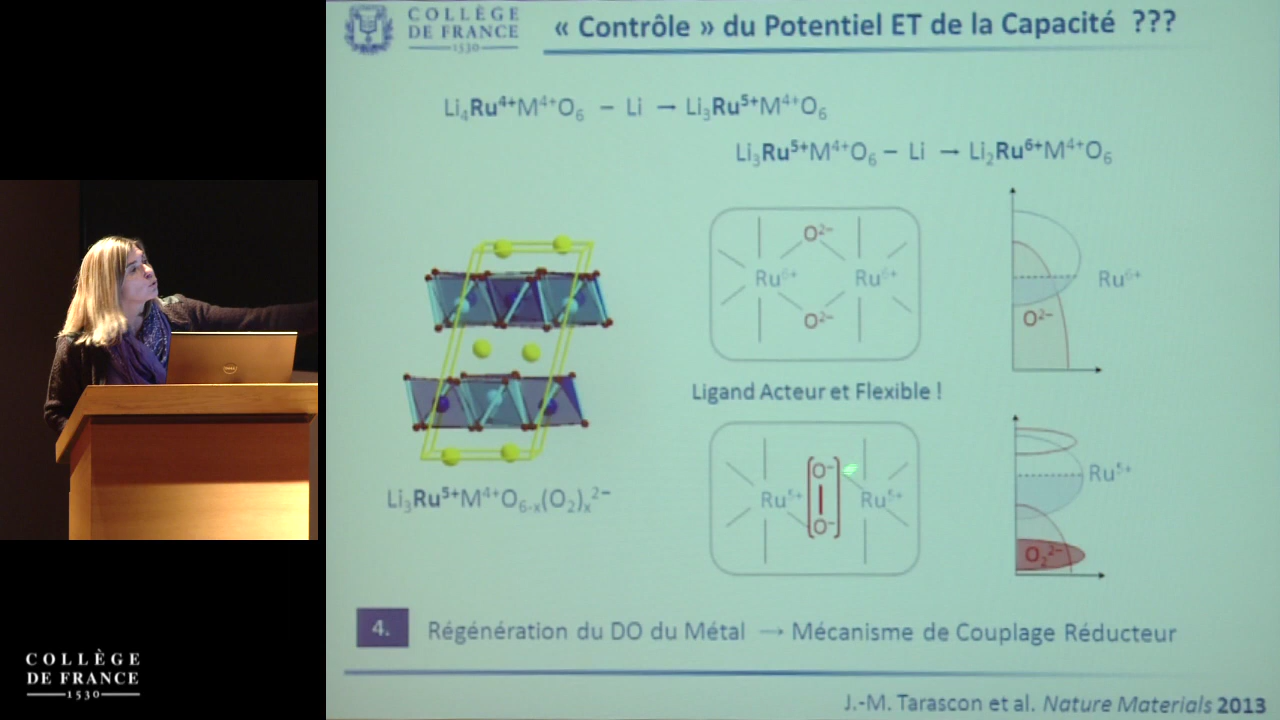 COLLÈGE
DE FRANCE
1530
« Contrôle » du Potentiel ET de la Capacité ???
Li₄Ru⁴⁺M⁴⁺O₆ − Li → Li₃Ru⁵⁺M⁴⁺O₆
Li₃Ru⁵⁺M⁴⁺O₆ − Li → Li₂Ru⁶⁺M⁴⁺O₆
O²⁻
Ru⁶⁺ Ru⁶⁺
O²⁻
Ru⁶⁺
O²⁻
Ligand Acteur et Flexible !
O⁻
Ru⁵⁺ Ru⁵⁺
O⁻
Ru⁵⁺
O₂²⁻
Li₃Ru⁵⁺M⁴⁺O₆₋ₓ(O₂)ₓ²⁻
4. Régénération du DO du Métal → Mécanisme de Couplage Réducteur
J.-M. Tarascon et al. Nature Materials 2013
DELL
COLLÈGE
DE FRANCE
1530